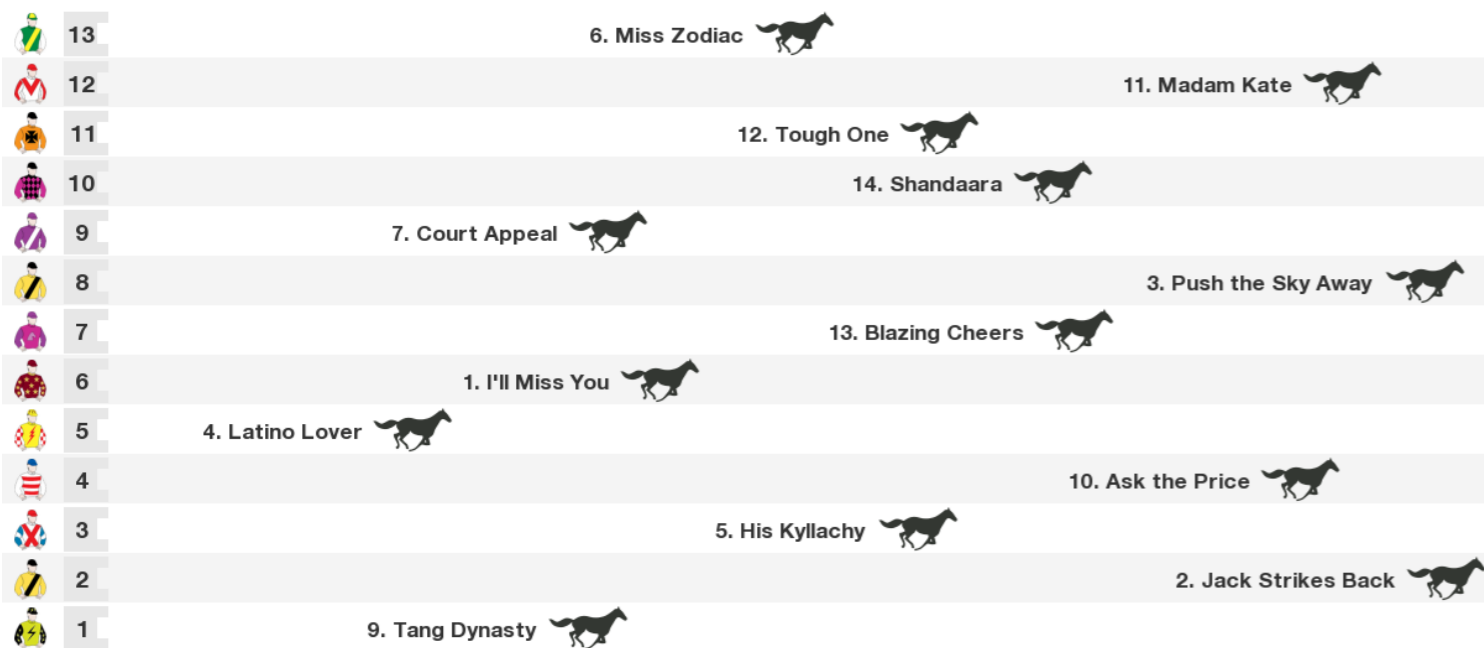 13 6. Miss Zodiac
12 11. Madam Kate
11 12. Tough One
10 14. Shandaara
9 7. Court Appeal
8 3. Push the Sky Away
7 13. Blazing Cheers
6 1. I'll Miss You
5 4. Latino Lover
4 10. Ask the Price
3 5. His Kyllachy
2 2. Jack Strikes Back
1 9. Tang Dynasty